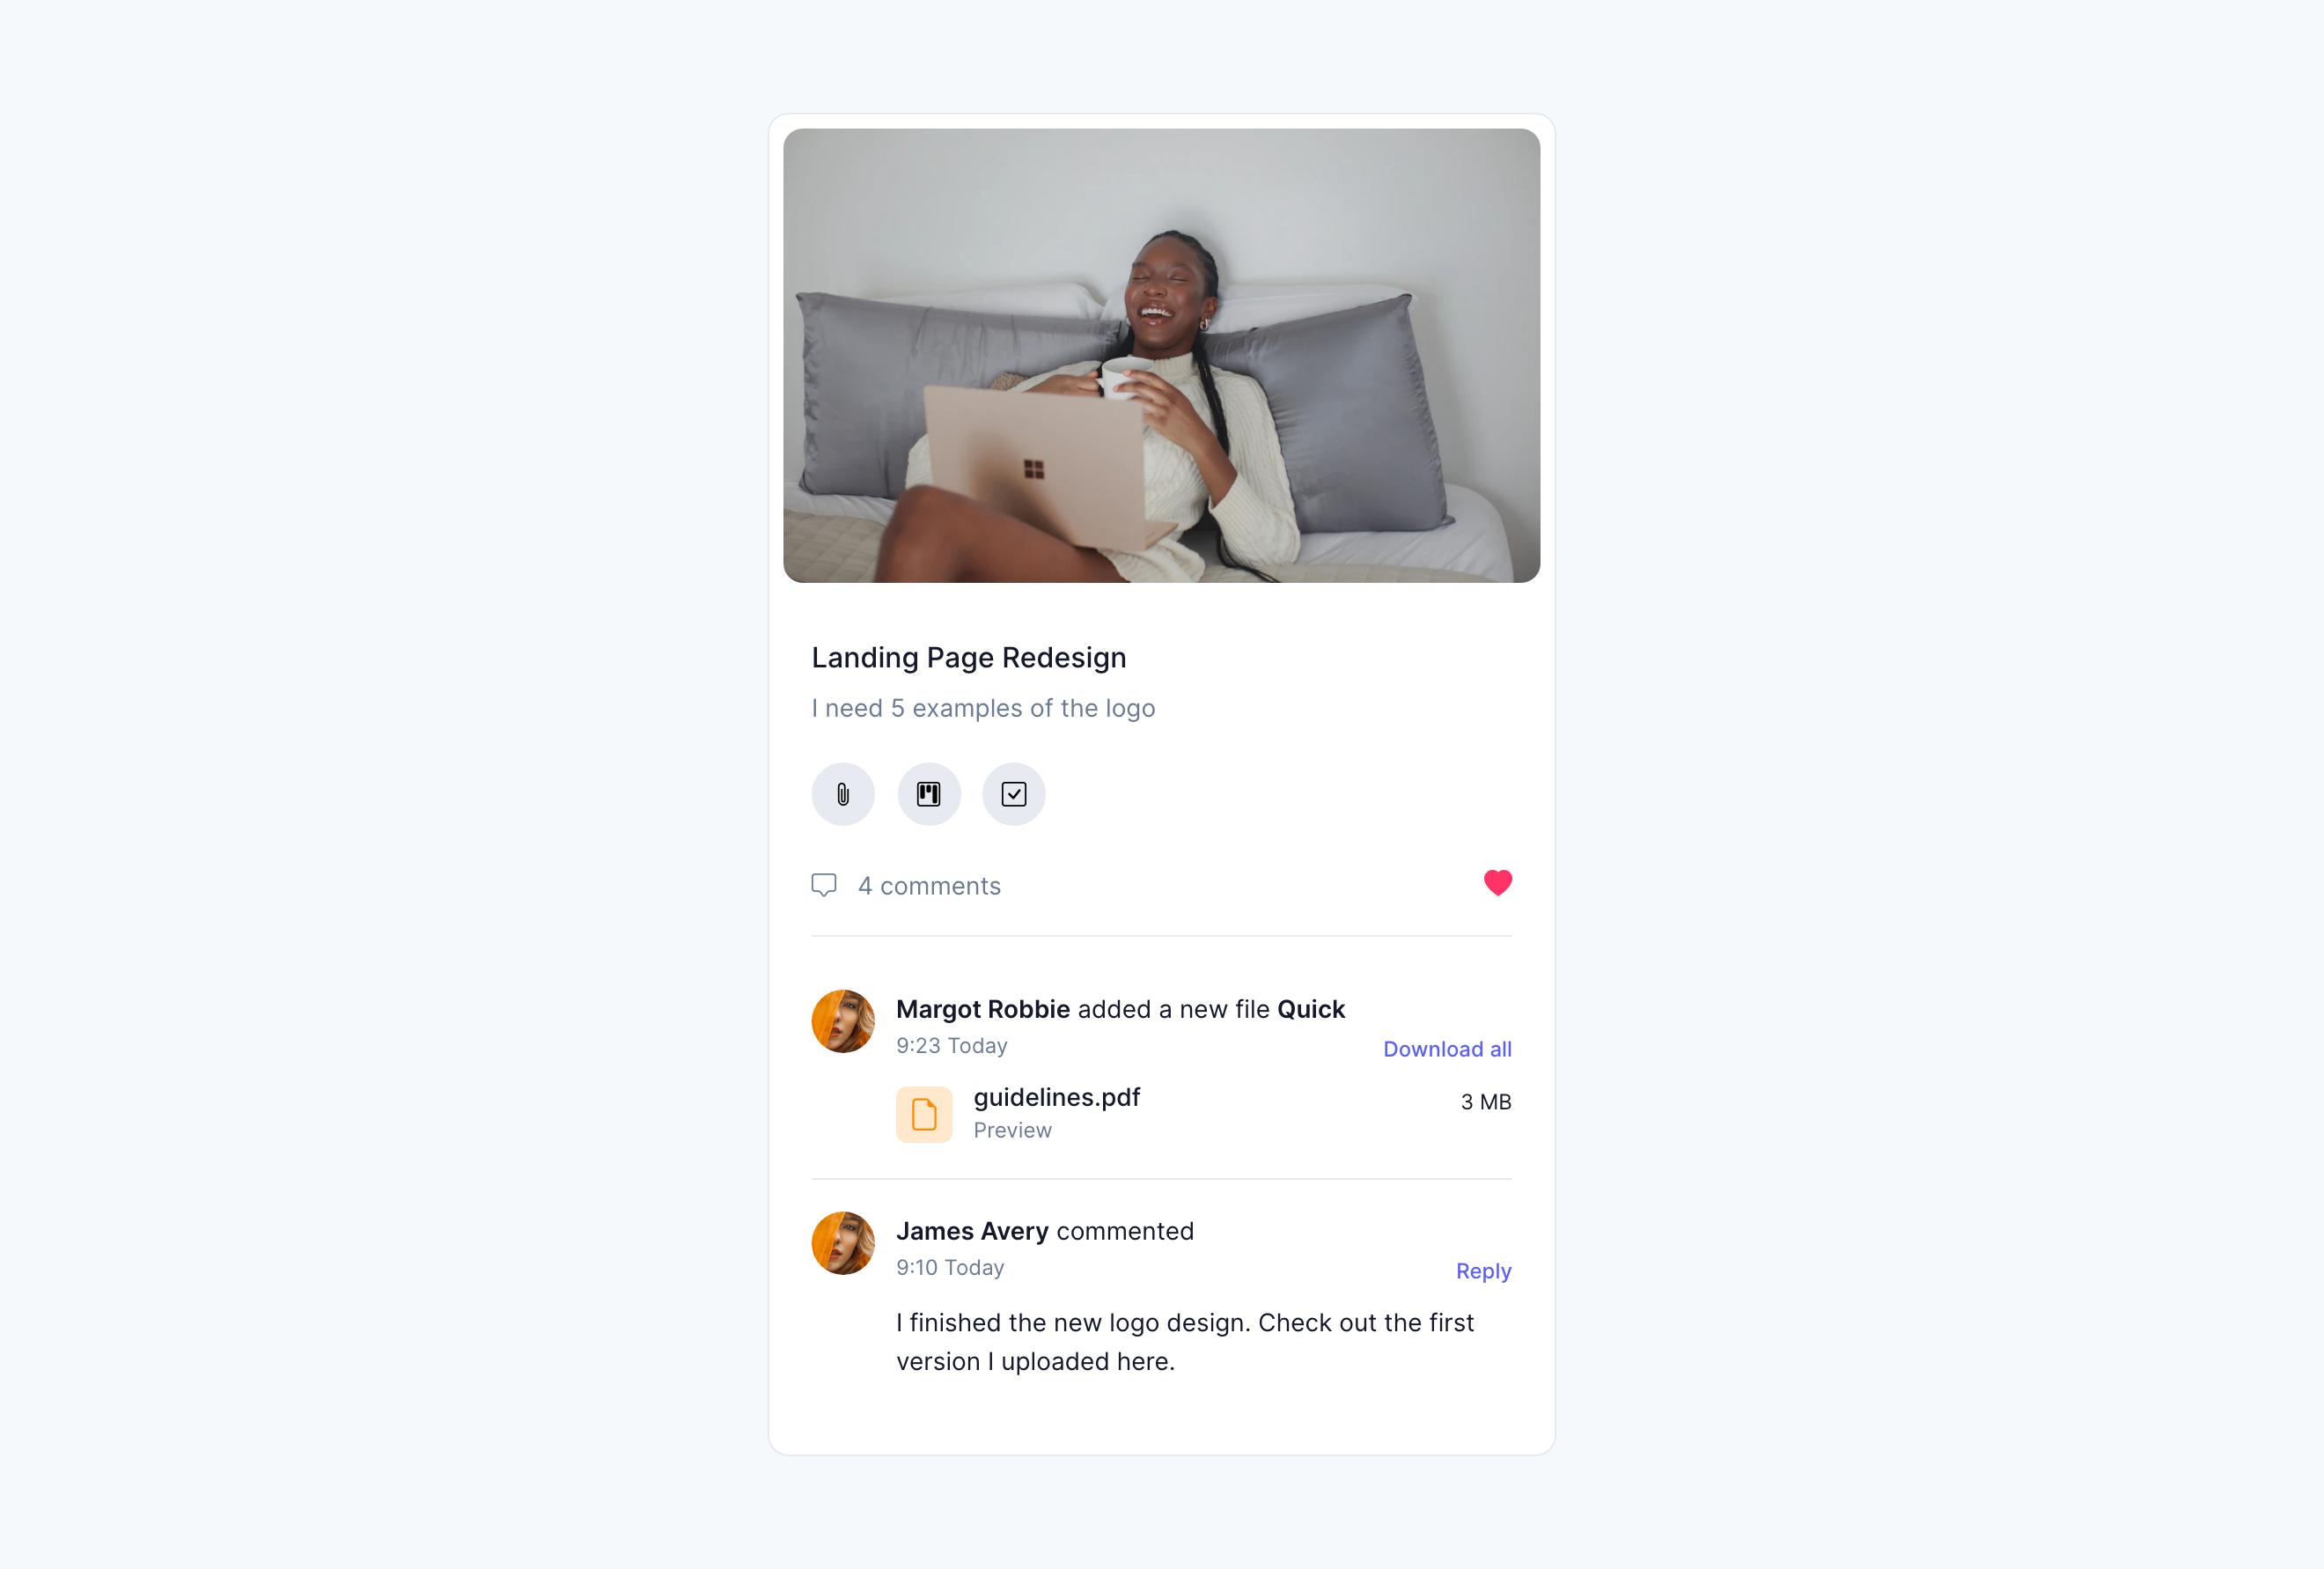 Landing Page Redesign
I need 5 examples of the logo
4 comments
Margot Robbie added a new file Quick
9:23 Today
Download all
guidelines.pdf
3 MB
Preview
James Avery commented
9:10 Today
Reply
I finished the new logo design. Check out the first
version I uploaded here.